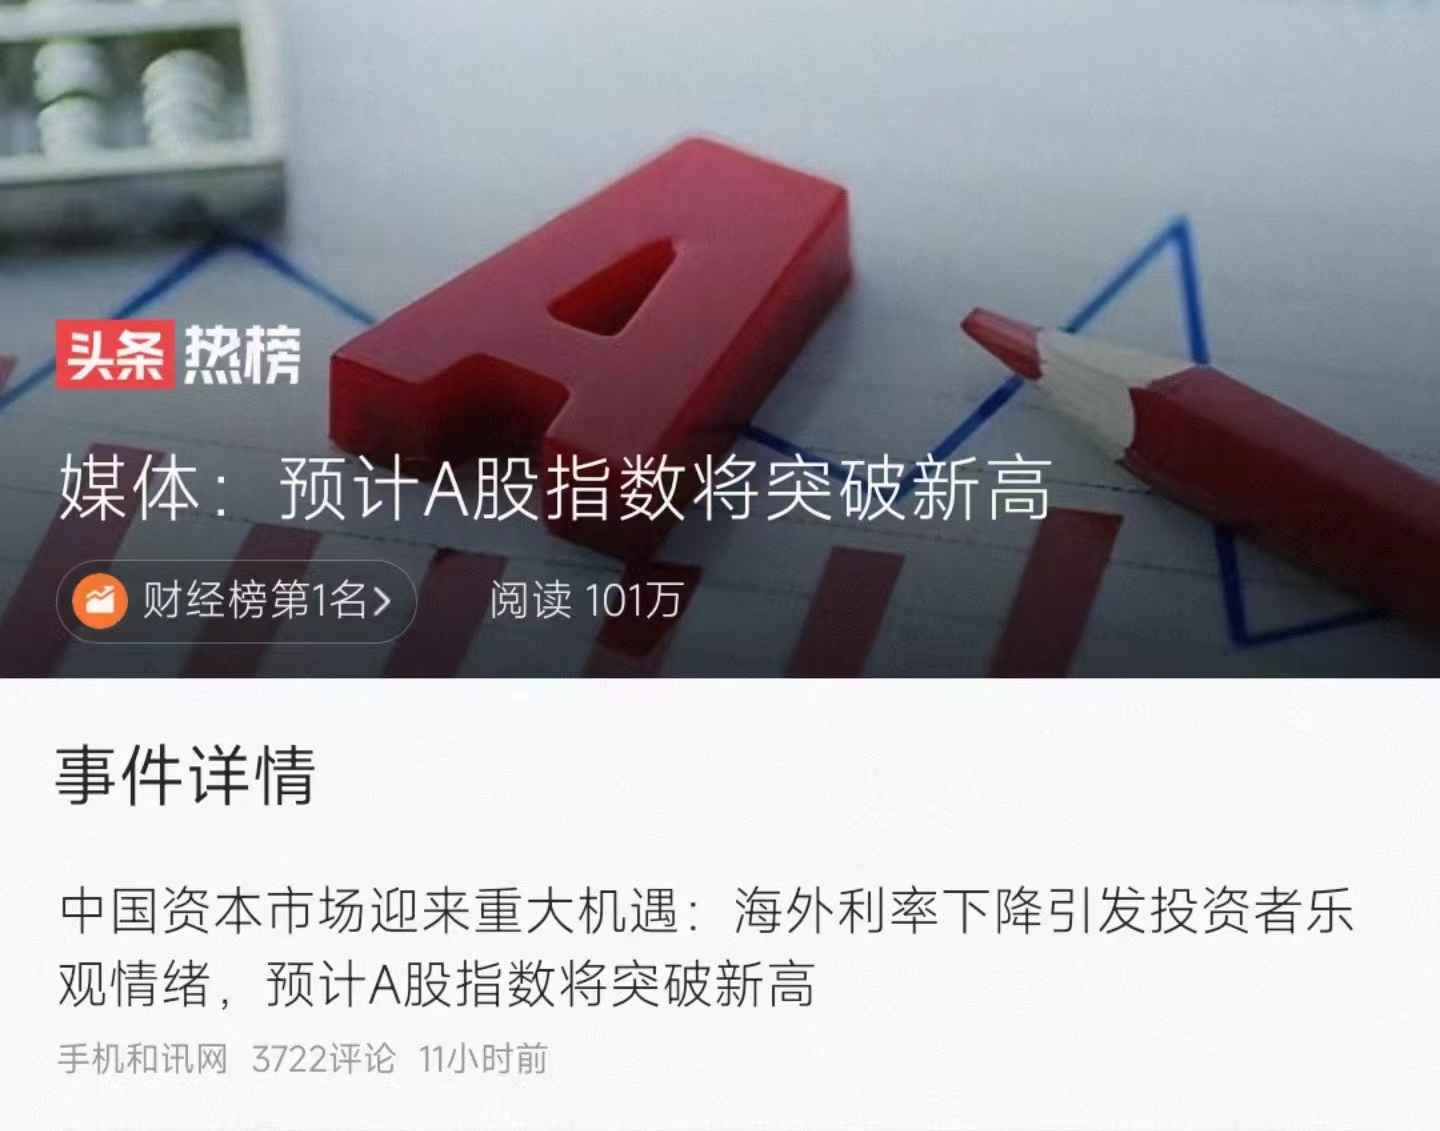 头条 热榜
媒体：预计A股指数将突破新高
财经榜第1名> 阅读 101万
事件详情
中国资本市场迎来重大机遇：海外利率下降引发投资者乐
观情绪，预计A股指数将突破新高
手机和讯网 3722评论 11小时前